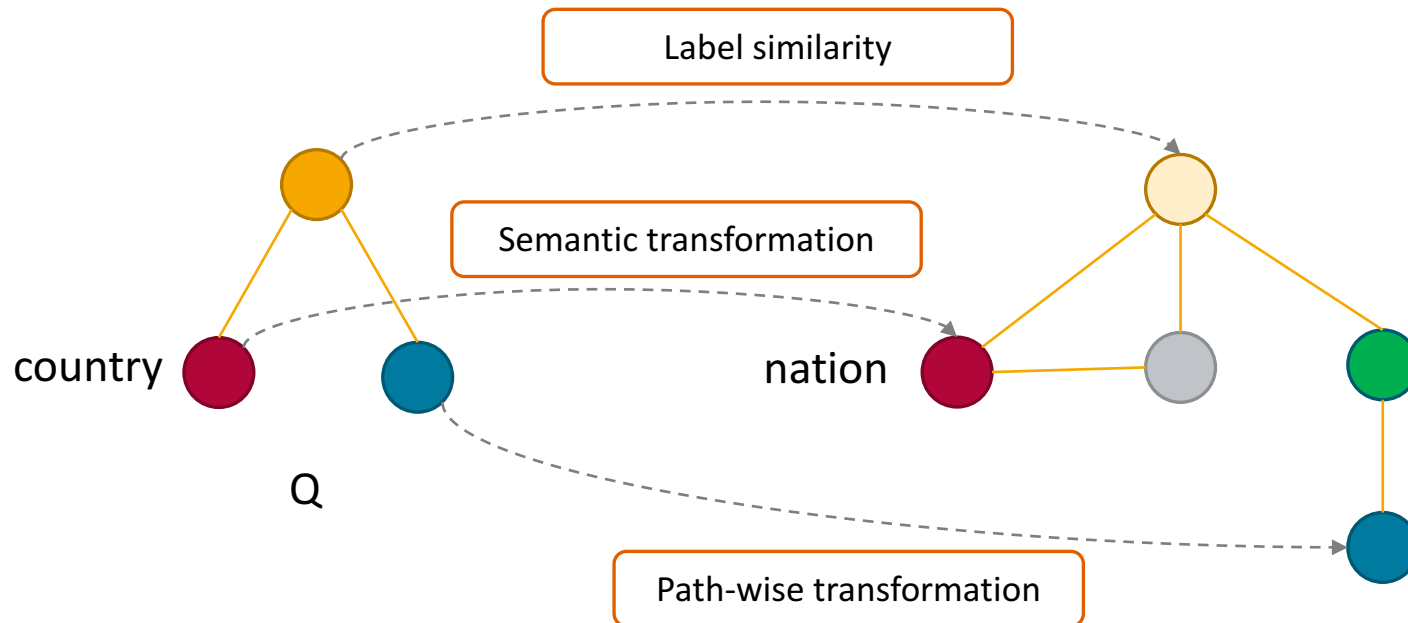 Label similarity
Semantic transformation
country
nation
Q
Path-wise transformation